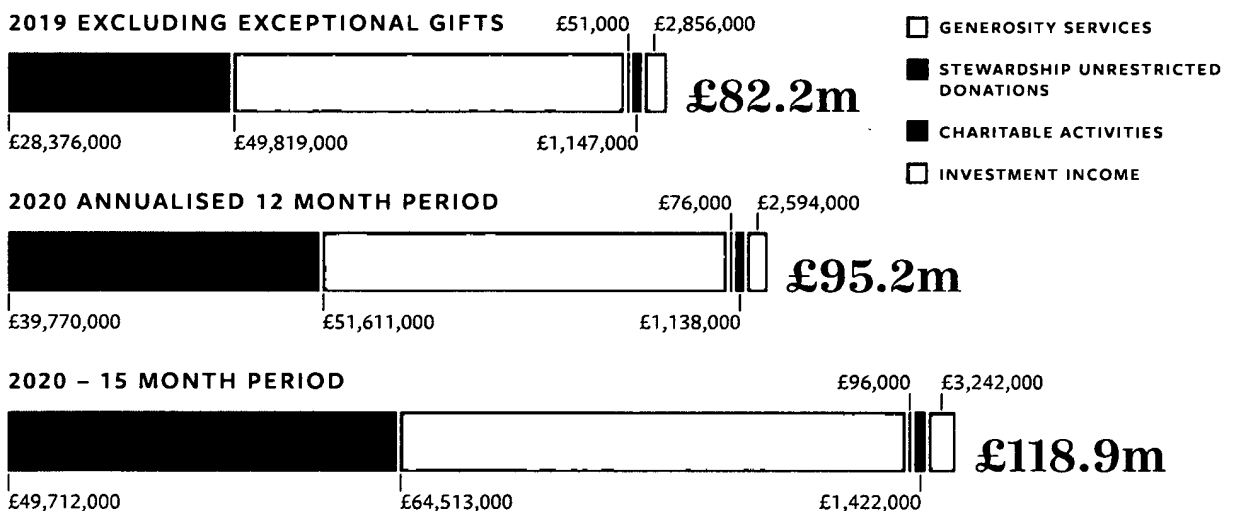 2019 EXCLUDING EXCEPTIONAL GIFTS
£51,000
£2,856,000
£82.2m
£28,376,000
£49,819,000
£1,147,000
2020 ANNUALISED 12 MONTH PERIOD
£76,000
£2,594,000
£95.2m
£39,770,000
£51,611,000
£1,138,000
2020 – 15 MONTH PERIOD
£96,000
£3,242,000
£118.9m
£49,712,000
£64,513,000
£1,422,000
GENEROSITY SERVICES
STEWARDSHIP UNRESTRICTED
DONATIONS
CHARITABLE ACTIVITIES
INVESTMENT INCOME